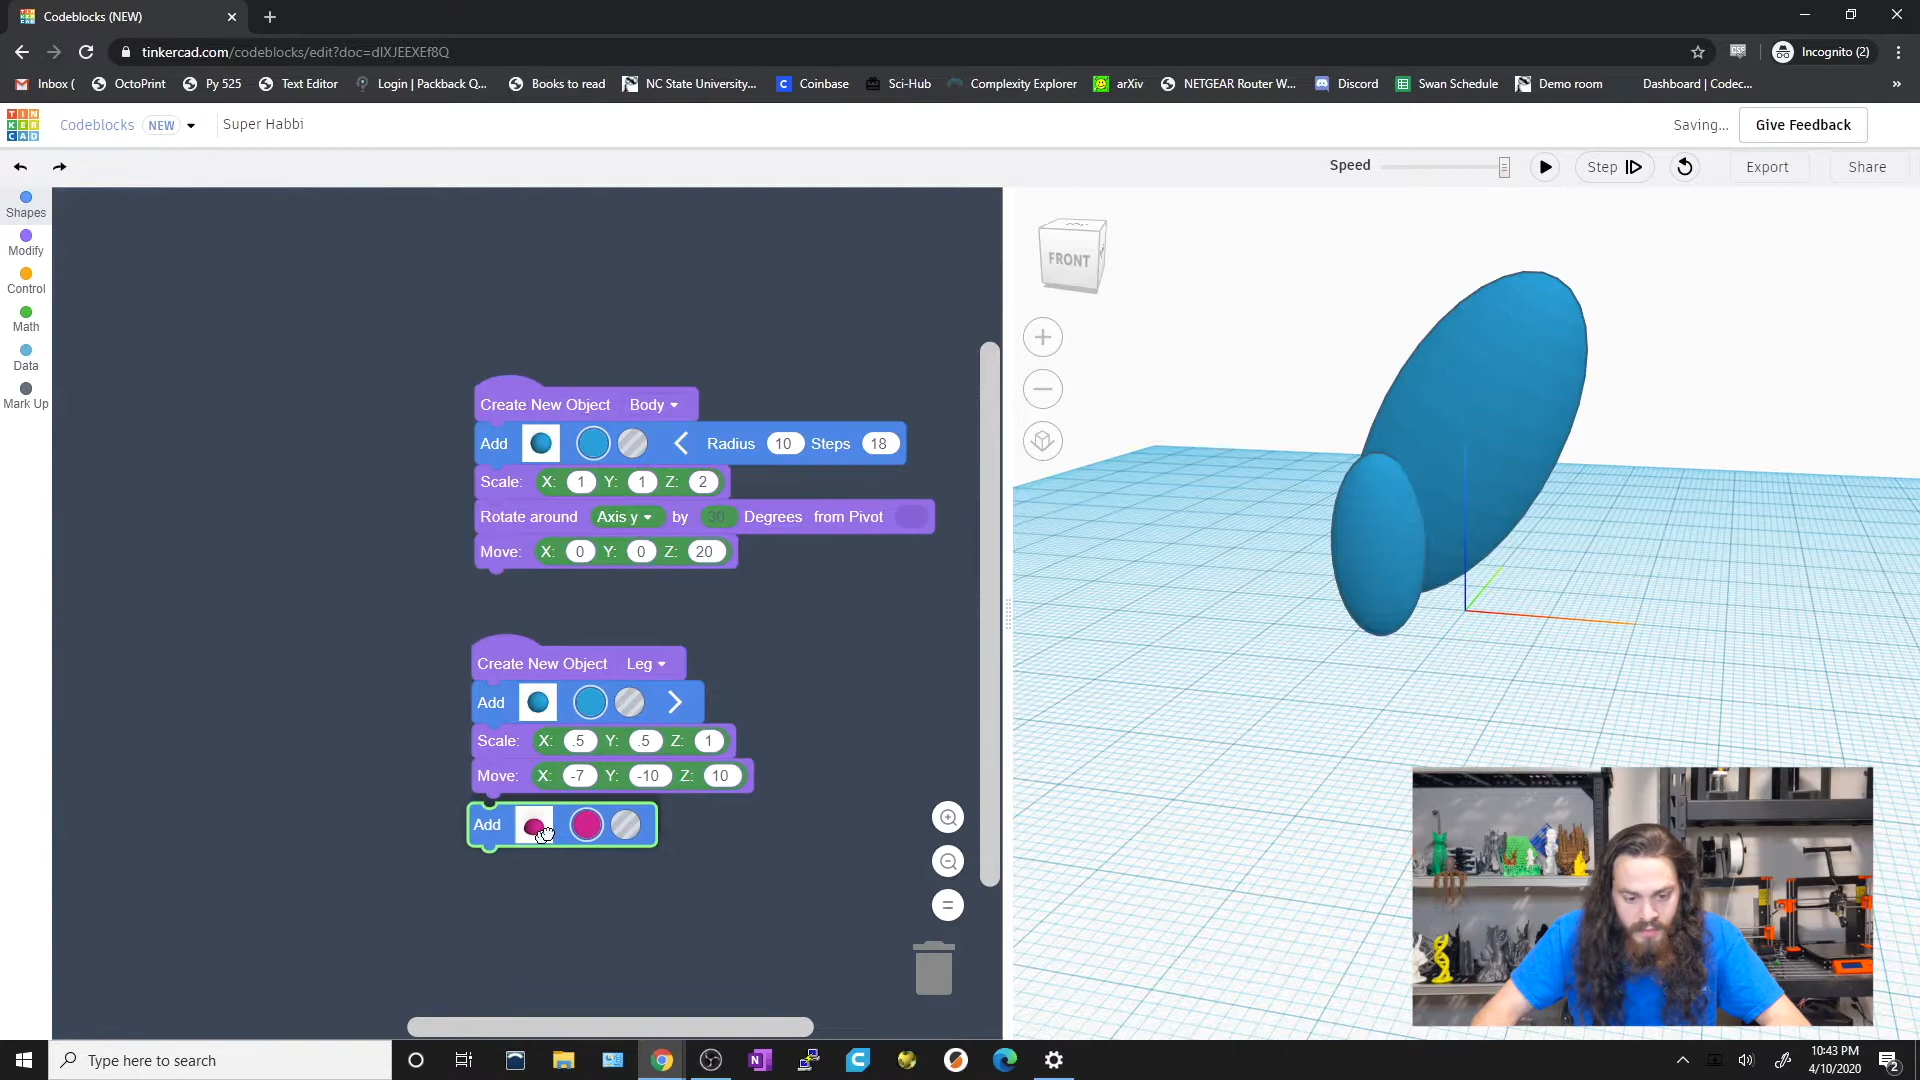 Codeblocks (NEW)
tinkercad.com/codeblocks/edit?doc=dIXJEEXEf8Q
Incognito (2)
Inbox (
OctoPrint
Py 525
Text Editor
Login | Packback Q...
Books to read
NC State University...
Coinbase
Sci-Hub
Complexity Explorer
arXiv
NETGEAR Router W...
Discord
Swan Schedule
Demo room
Dashboard | Codec...
TIN
KER
CAD
Codeblocks NEW
Super Habbi
Saving...
Give Feedback
Speed
Step
Export
Share
Shapes
Modify
Control
Math
Data
Mark Up
Create New Object Body
Add Radius 10 Steps 18
Scale: X: 1 Y: 1 Z: 2
Rotate around Axis y by 30 Degrees from Pivot
Move: X: 0 Y: 0 Z: 20
Create New Object Leg
Add
Scale: X: .5 Y: .5 Z: 1
Move: X: -7 Y: -10 Z: 10
Add
FRONT
Type here to search
10:43 PM
4/10/2020
2